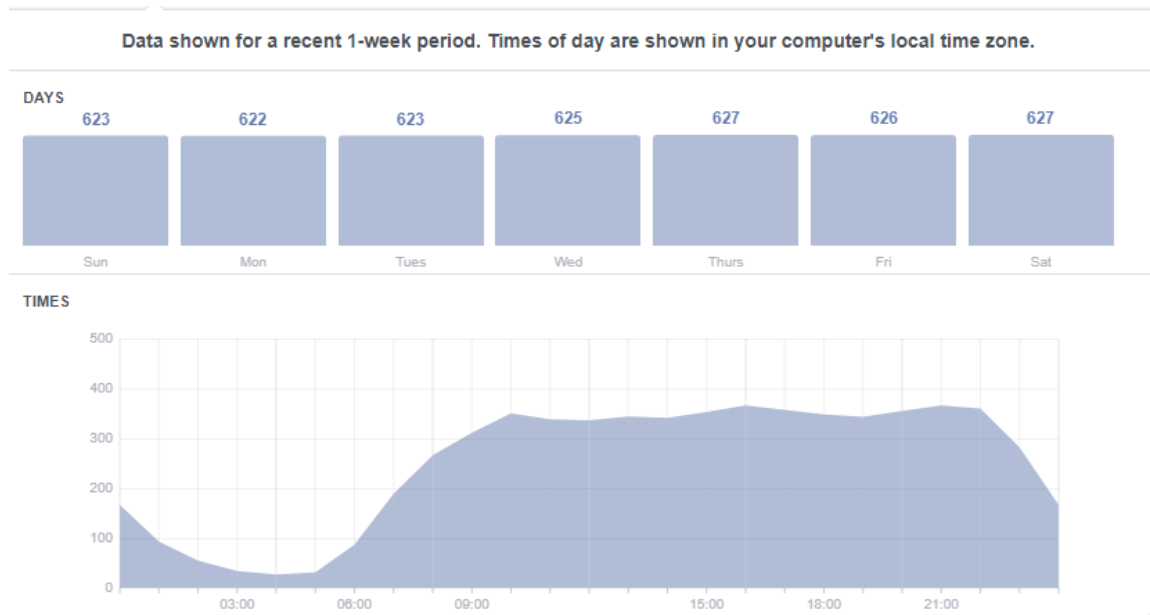 Data shown for a recent 1-week period. Times of day are shown in your computer's local time zone.
DAYS
623 622 623 625 627 626 627
Sun Mon Tues Wed Thurs Fri Sat
TIMES
500
400
300
200
100
0
03:00 06:00 09:00 15:00 18:00 21:00